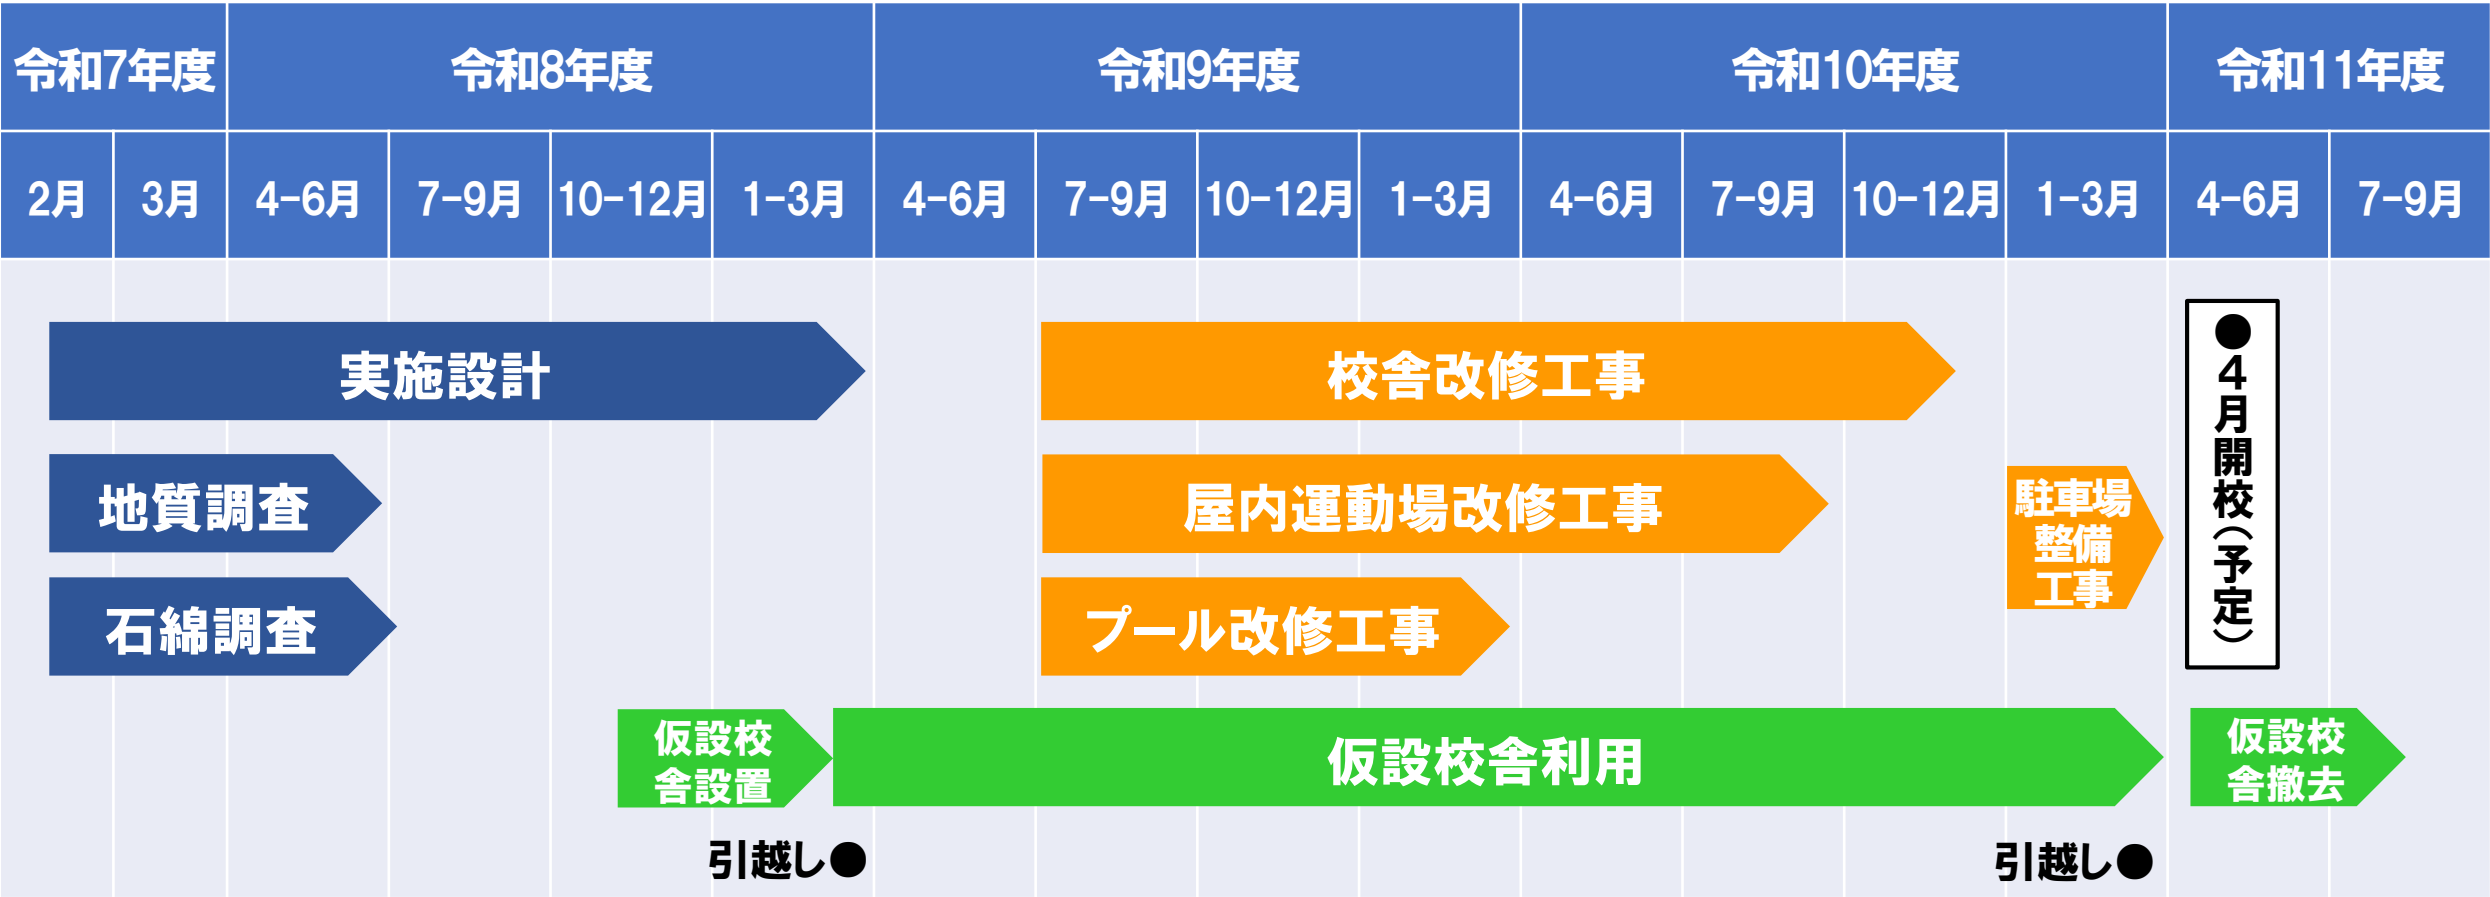 令和7年度 令和8年度 令和9年度 令和10年度 令和11年度
2月 3月 4-6月 7-9月 10-12月 1-3月 4-6月 7-9月 10-12月 1-3月 4-6月 7-9月 10-12月 1-3月 4-6月 7-9月
実施設計
校舎改修工事
●4月開校（予定）
地質調査
屋内運動場改修工事
駐車場
整備
工事
石綿調査
プール改修工事
仮設校
舎設置
仮設校舎利用
仮設校
舎撤去
引越し●
引越し●